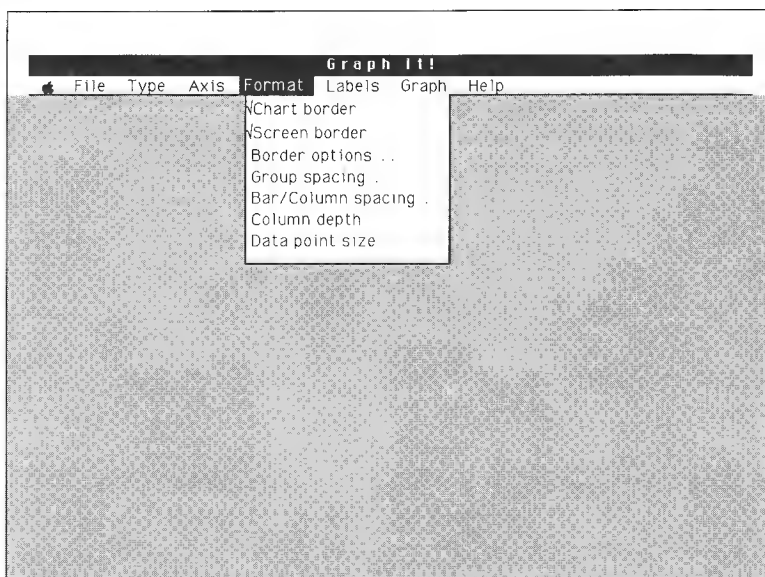 Graph It!
File Type Axis Format Labels Graph Help
√Chart border
√Screen border
Border options ..
Group spacing .
Bar/Column spacing .
Column depth
Data point size